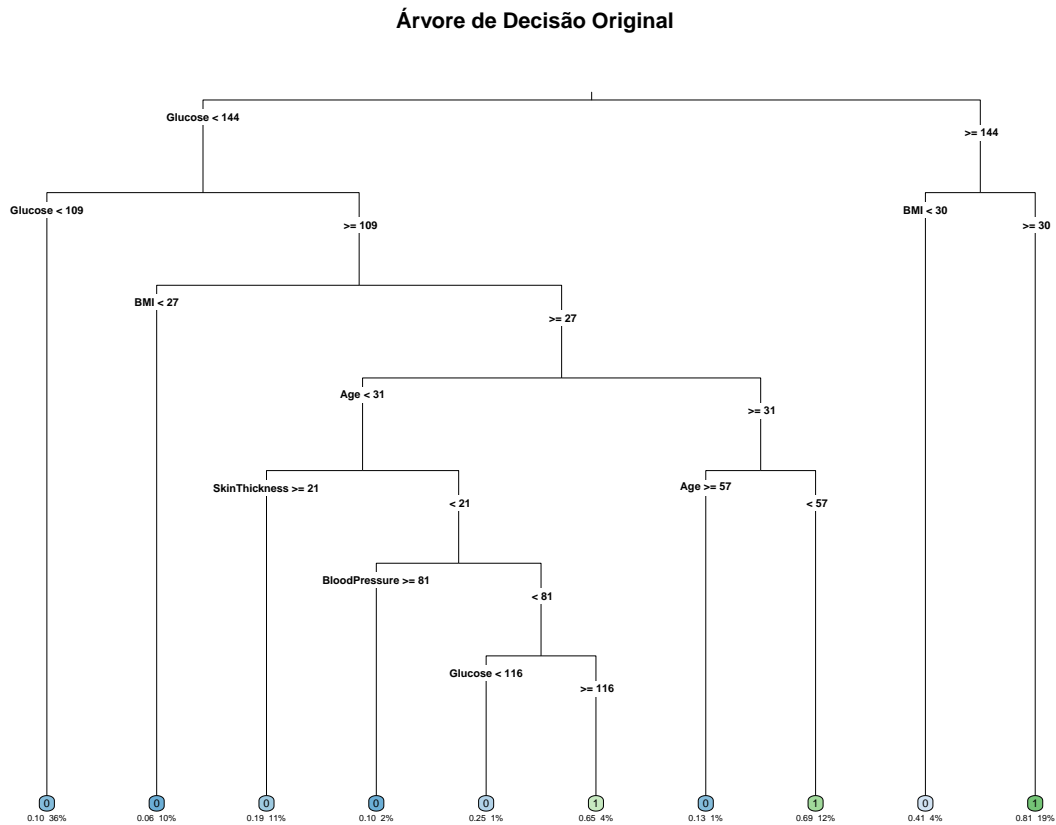 Árvore de Decisão Original
Glucose < 144
>= 144
Glucose < 109
>= 109
BMI < 30
>= 30
BMI < 27
>= 27
Age < 31
>= 31
SkinThickness >= 21
< 21
Age >= 57
< 57
BloodPressure >= 81
< 81
Glucose < 116
>= 116
0 0 0 0 0 1 0 1 0 1
0.10 36% 0.06 10% 0.19 11% 0.10 2% 0.25 1% 0.65 4% 0.13 1% 0.69 12% 0.41 4% 0.81 19%